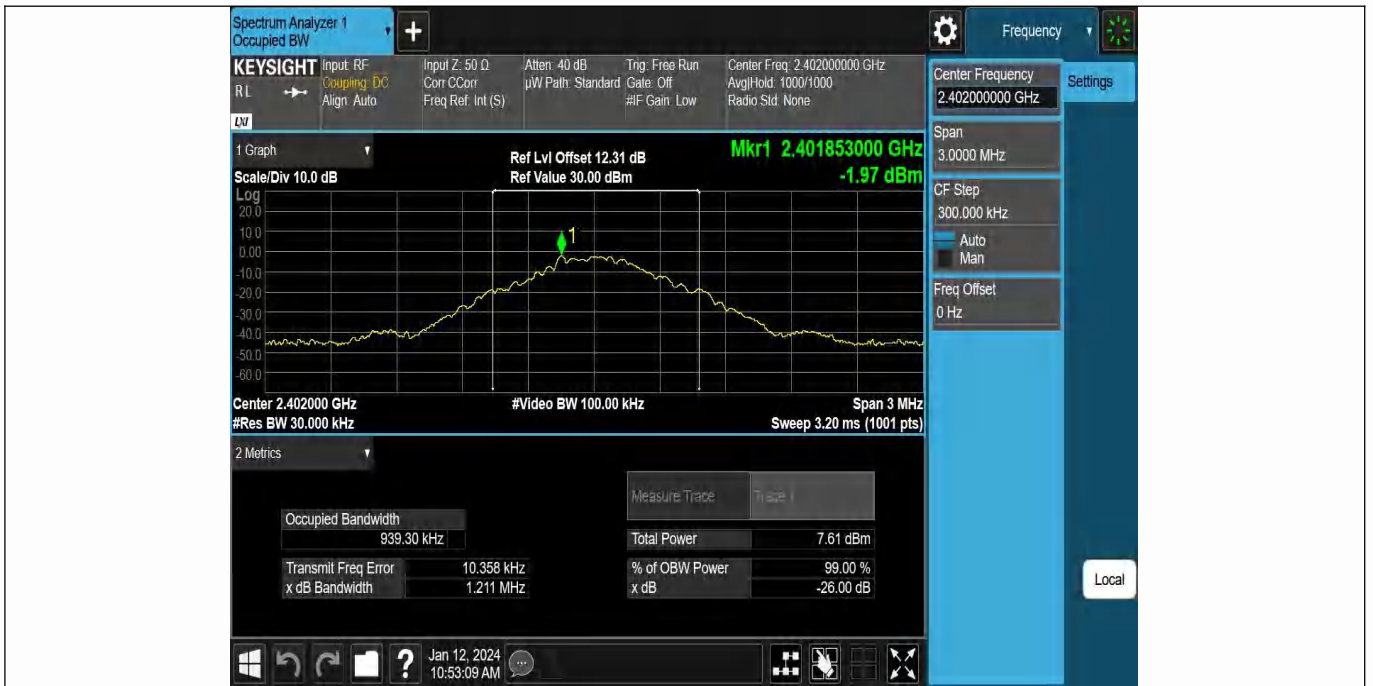 Spectrum Analyzer 1
Occupied BW
+
Frequency
KEYSIGHT Input: RF Input Z: 50 Ω Atten: 40 dB Trig: Free Run Center Freq: 2.402000000 GHz
RL Coupling: DC Corr CCorr µW Path: Standard Gate: Off Avg|Hold: 1000/1000
Align: Auto Freq Ref: Int (S) #IF Gain: Low Radio Std: None
LXI
Center Frequency
2.402000000 GHz
Settings
Span
3.0000 MHz
CF Step
300.000 kHz
Auto
Man
Freq Offset
0 Hz
Local
1 Graph
Ref Lvl Offset 12.31 dB
Mkr1 2.401853000 GHz
Scale/Div 10.0 dB
Ref Value 30.00 dBm
-1.97 dBm
Log
20.0
10.0
0.00
-10.0
-20.0
-30.0
-40.0
-50.0
-60.0
1
Center 2.402000 GHz #Video BW 100.00 kHz Span 3 MHz
#Res BW 30.000 kHz Sweep 3.20 ms (1001 pts)
2 Metrics
Measure Trace Trace 1
Occupied Bandwidth
939.30 kHz
Total Power 7.61 dBm
Transmit Freq Error 10.358 kHz % of OBW Power 99.00 %
x dB Bandwidth 1.211 MHz x dB -26.00 dB
?
Jan 12, 2024
10:53:09 AM